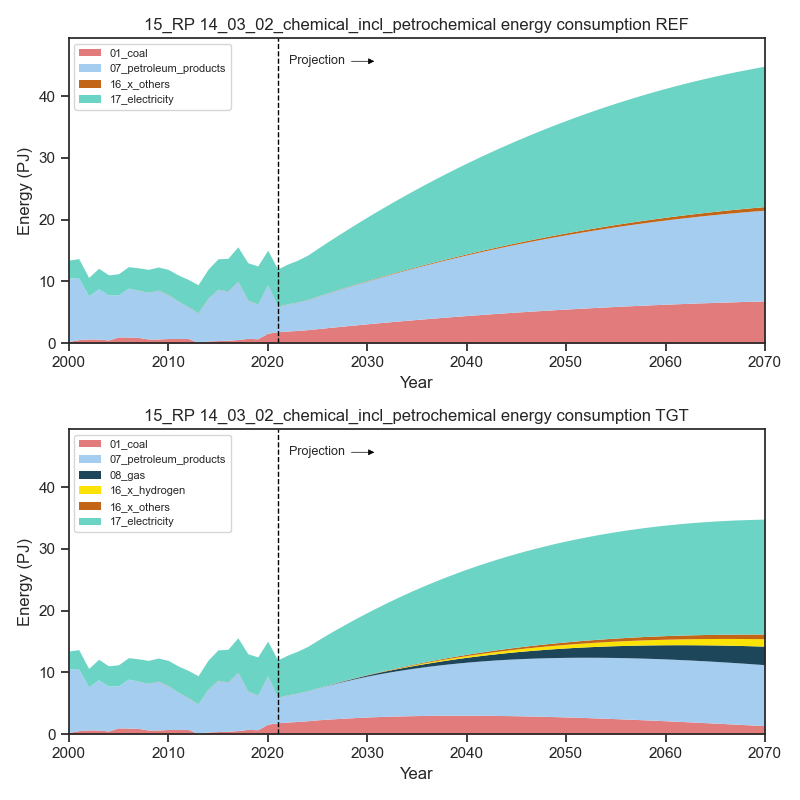 15_RP 14_03_02_chemical_incl_petrochemical energy consumption REF
01_coal
07_petroleum_products
16_x_others
17_electricity
Projection
Energy (PJ)
40
30
20
10
0
2000 2010 2020 2030 2040 2050 2060 2070
Year
15_RP 14_03_02_chemical_incl_petrochemical energy consumption TGT
01_coal
07_petroleum_products
08_gas
16_x_hydrogen
16_x_others
17_electricity
Projection
Energy (PJ)
40
30
20
10
0
2000 2010 2020 2030 2040 2050 2060 2070
Year